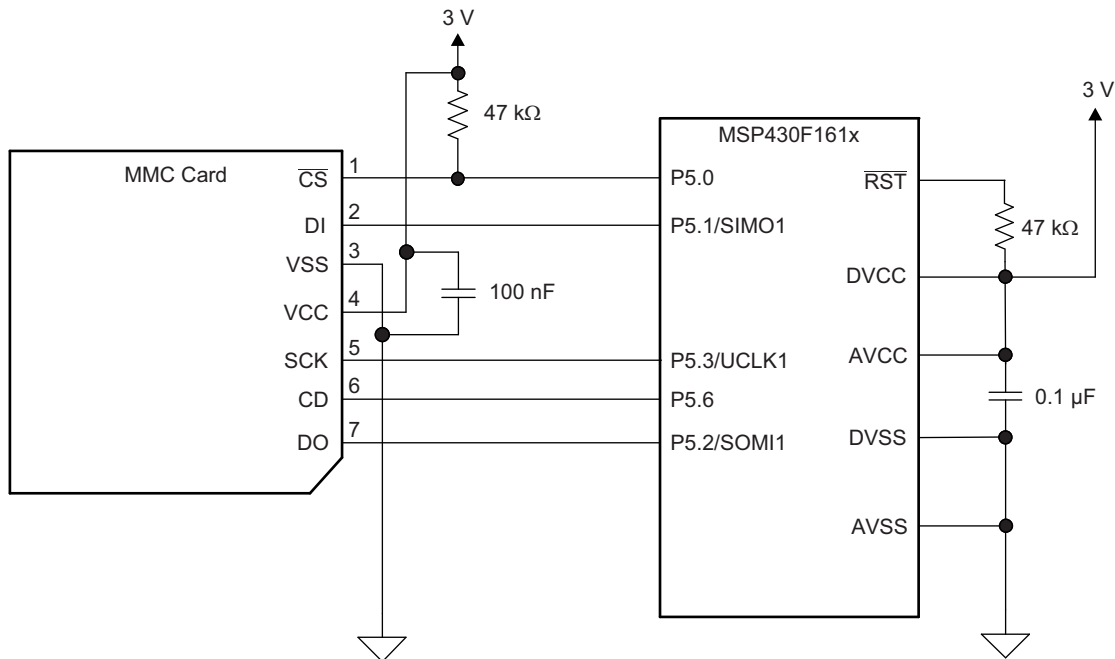 3 V
47 kΩ
3 V
MSP430F161x
MMC Card
CS
1
P5.0
RST
DI
2
P5.1/SIMO1
47 kΩ
VSS
3
DVCC
100 nF
VCC
4
SCK
5
P5.3/UCLK1
AVCC
CD
6
P5.6
0.1 µF
DO
7
P5.2/SOMI1
DVSS
AVSS